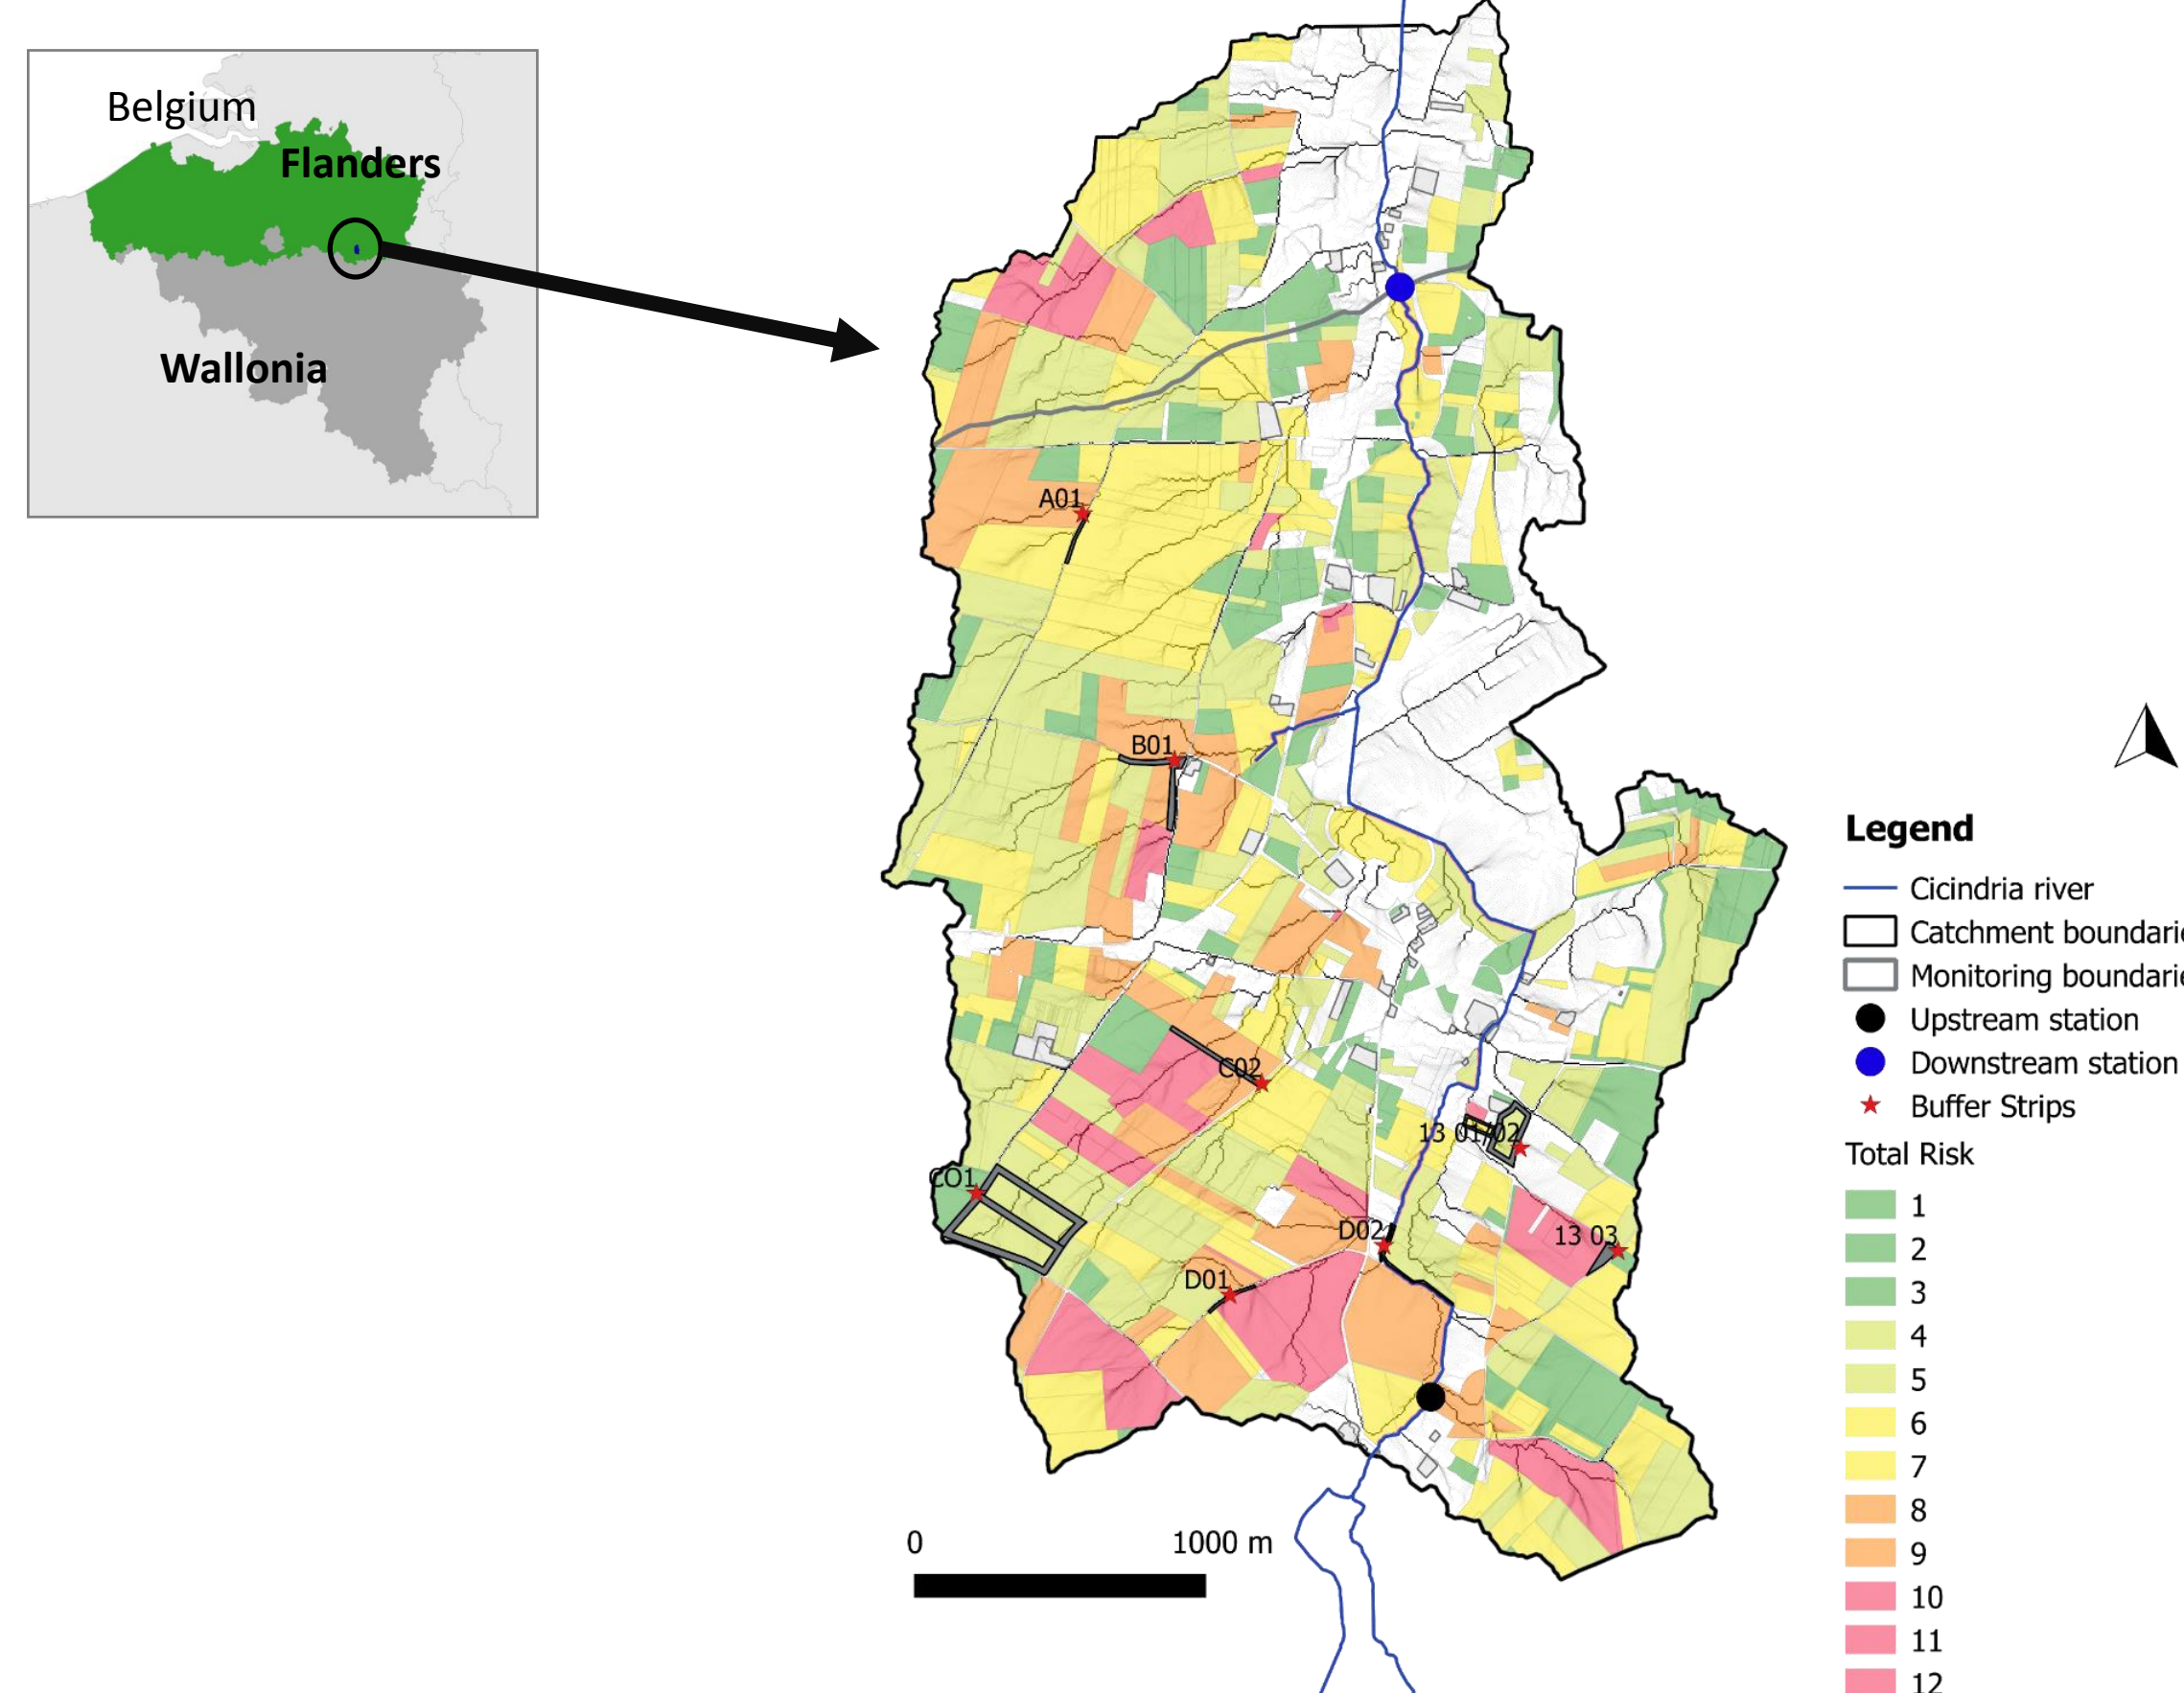 Belgium
Flanders
Wallonia
A01
B01
C02
13 01/02
CO1
13 03
D02
D01
0 1000 m
Legend
Cicindria river
Catchment boundarie
Monitoring boundarie
Upstream station
Downstream station
Buffer Strips
Total Risk
1
2
3
4
5
6
7
8
9
10
11
12